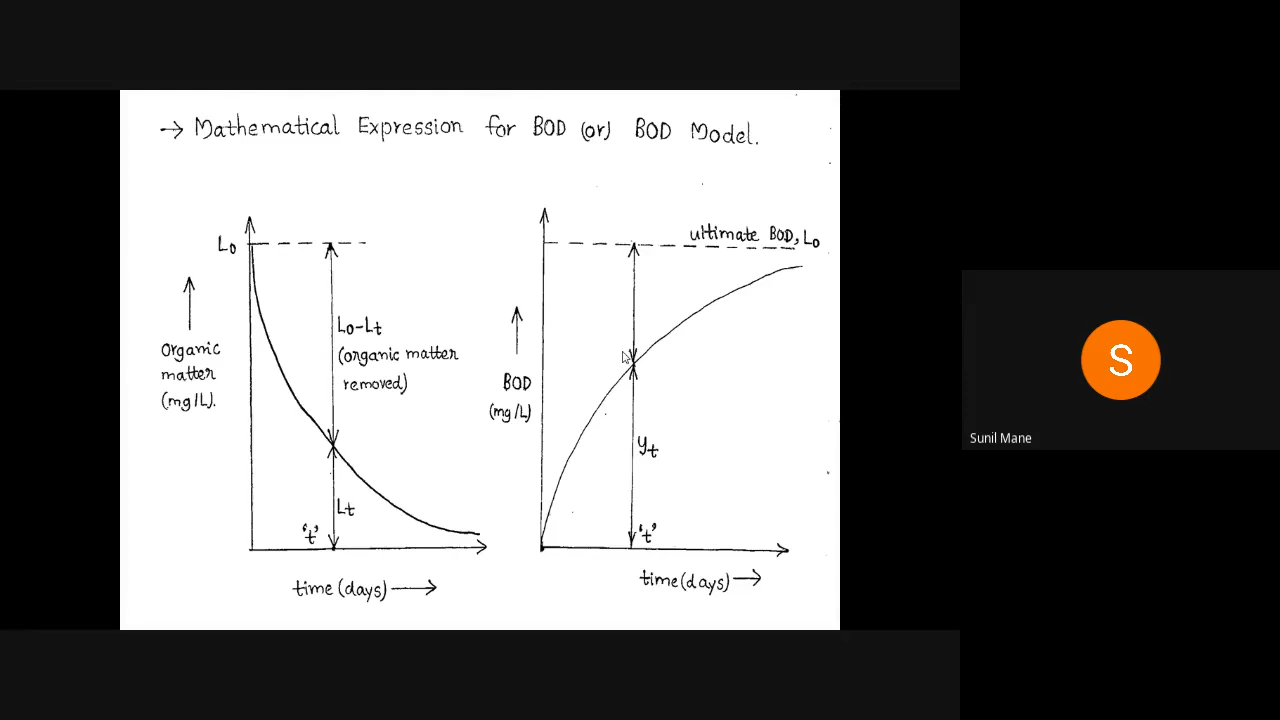 → Mathematical Expression for BOD (or) BOD Model.
L₀
L₀-Lt
(organic matter
removed)
Organic
matter
(mg/L).
Lt
't'
time (days) →
ultimate BOD, L₀
BOD
(mg/L)
yt
't'
time (days) →
S
Sunil Mane